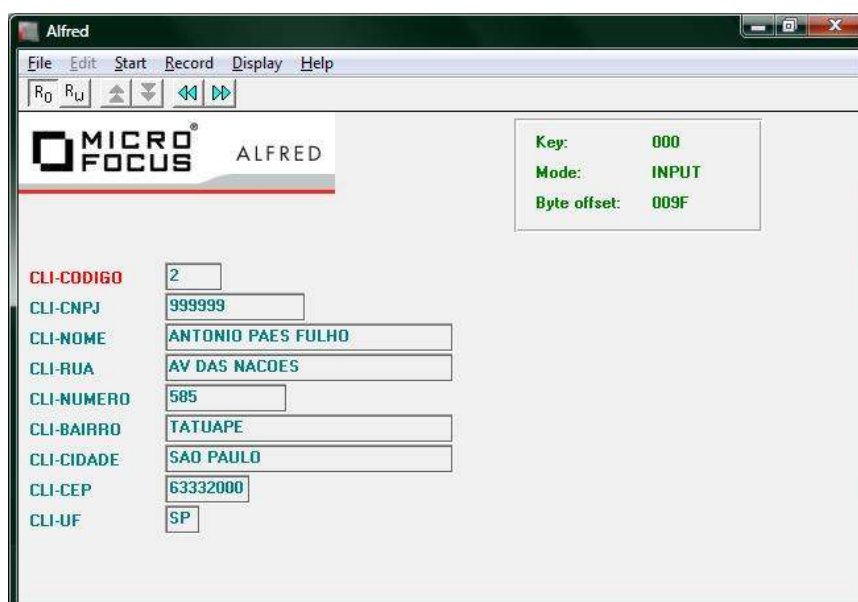 Alfred
File Edit Start Record Display Help
RO RW
MICRO FOCUS® ALFRED
Key: 000
Mode: INPUT
Byte offset: 009F
CLI-CODIGO 2
CLI-CNPJ 999999
CLI-NOME ANTONIO PAES FULHO
CLI-RUA AV DAS NACOES
CLI-NUMERO 585
CLI-BAIRRO TATUAPE
CLI-CIDADE SAO PAULO
CLI-CEP 63332000
CLI-UF SP